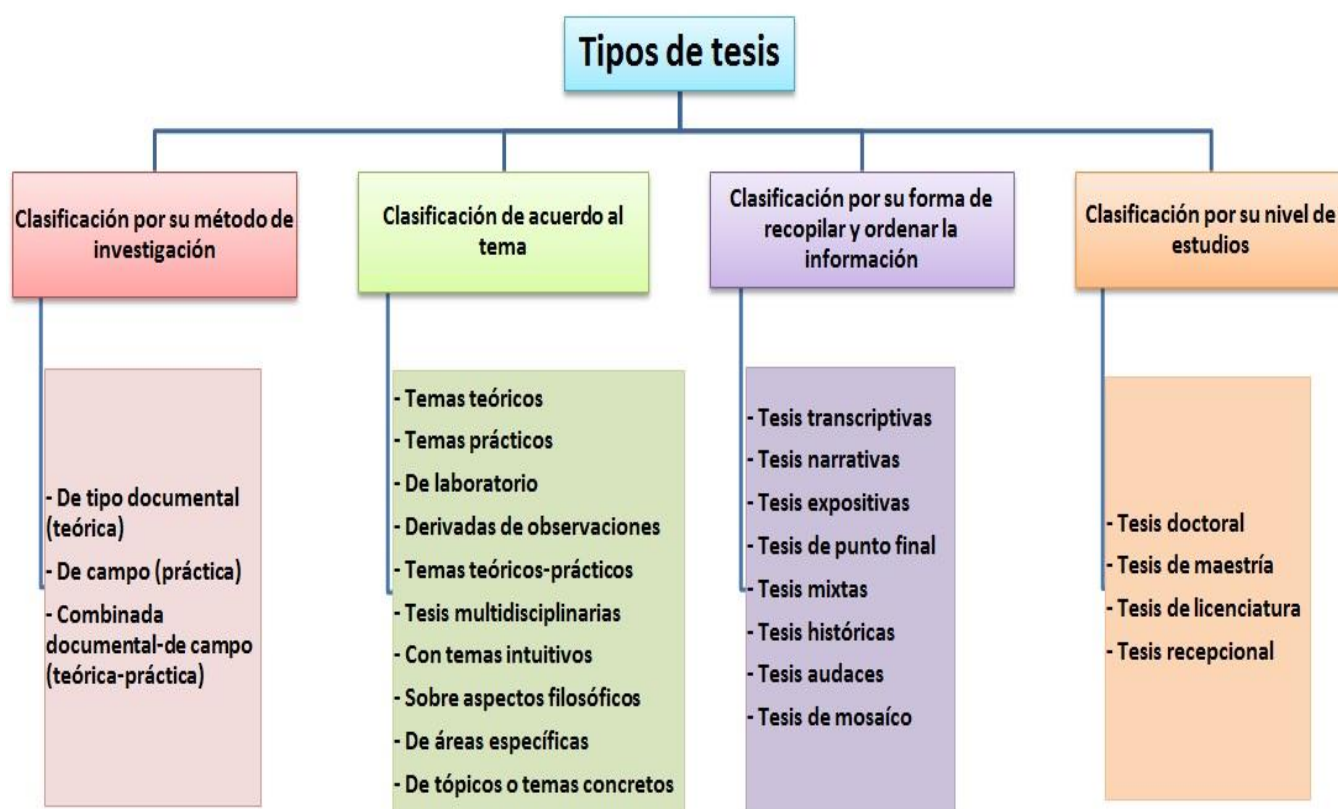 Tipos de tesis
Clasificación por su método de
investigación
- De tipo documental
(teórica)
- De campo (práctica)
- Combinada
documental-de campo
(teórica-práctica)
Clasificación de acuerdo al
tema
- Temas teóricos
- Temas prácticos
- De laboratorio
- Derivadas de observaciones
- Temas teóricos-prácticos
- Tesis multidisciplinarias
- Con temas intuitivos
- Sobre aspectos filosóficos
- De áreas específicas
- De tópicos o temas concretos
Clasificación por su forma de
recopilar y ordenar la
información
- Tesis transcriptivas
- Tesis narrativas
- Tesis expositivas
- Tesis de punto final
- Tesis mixtas
- Tesis históricas
- Tesis audaces
- Tesis de mosaíco
Clasificación por su nivel de
estudios
- Tesis doctoral
- Tesis de maestría
- Tesis de licenciatura
- Tesis recepcional